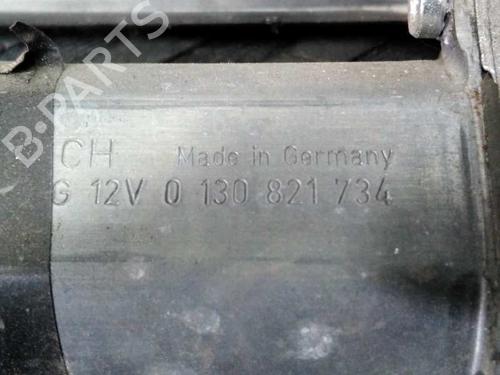 CH Made in Germany
G 12V 0 130 821 734
B-PARTS